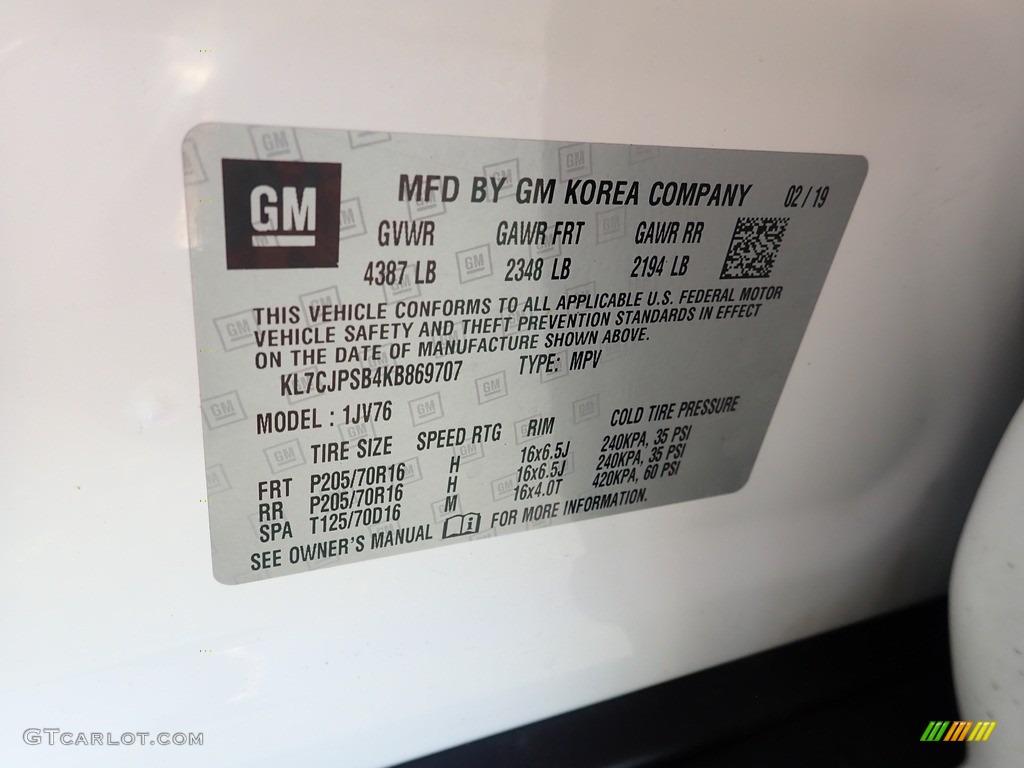 GM
MFD BY GM KOREA COMPANY 02/19
GVWR GAWR FRT GAWR RR
4387 LB 2348 LB 2194 LB
THIS VEHICLE CONFORMS TO ALL APPLICABLE U.S. FEDERAL MOTOR
VEHICLE SAFETY AND THEFT PREVENTION STANDARDS IN EFFECT
ON THE DATE OF MANUFACTURE SHOWN ABOVE.
KL7CJPSB4KB869707 TYPE: MPV
MODEL : 1JV76
TIRE SIZE SPEED RTG RIM COLD TIRE PRESSURE
FRT P205/70R16 H 16x6.5J 240KPA, 35 PSI
RR P205/70R16 H 16x6.5J 240KPA, 35 PSI
SPA T125/70D16 M 16x4.0T 420KPA, 60 PSI
SEE OWNER'S MANUAL FOR MORE INFORMATION.
GTcarlot.com